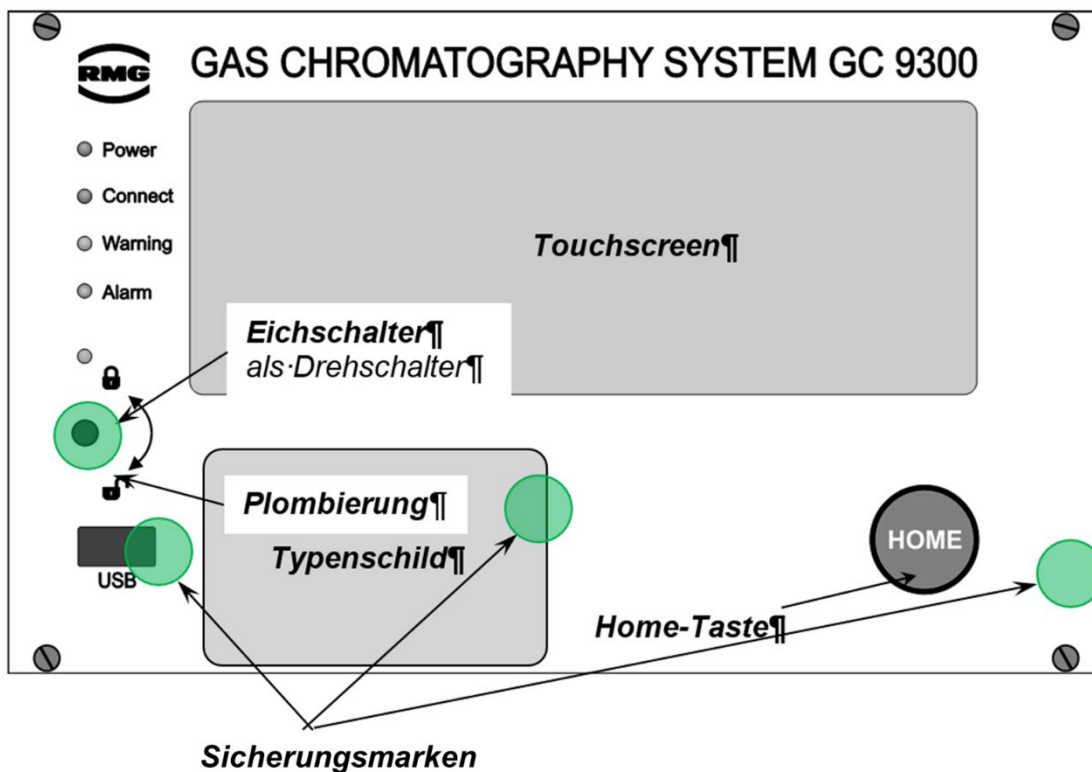 RMG
GAS CHROMATOGRAPHY SYSTEM GC 9300
Power
Connect
Warning
Alarm
Touchscreen¶
Eichschalter¶
als·Drehschalter¶
Plombierung¶
Typenschild¶
USB
HOME
Home-Taste¶
Sicherungsmarken